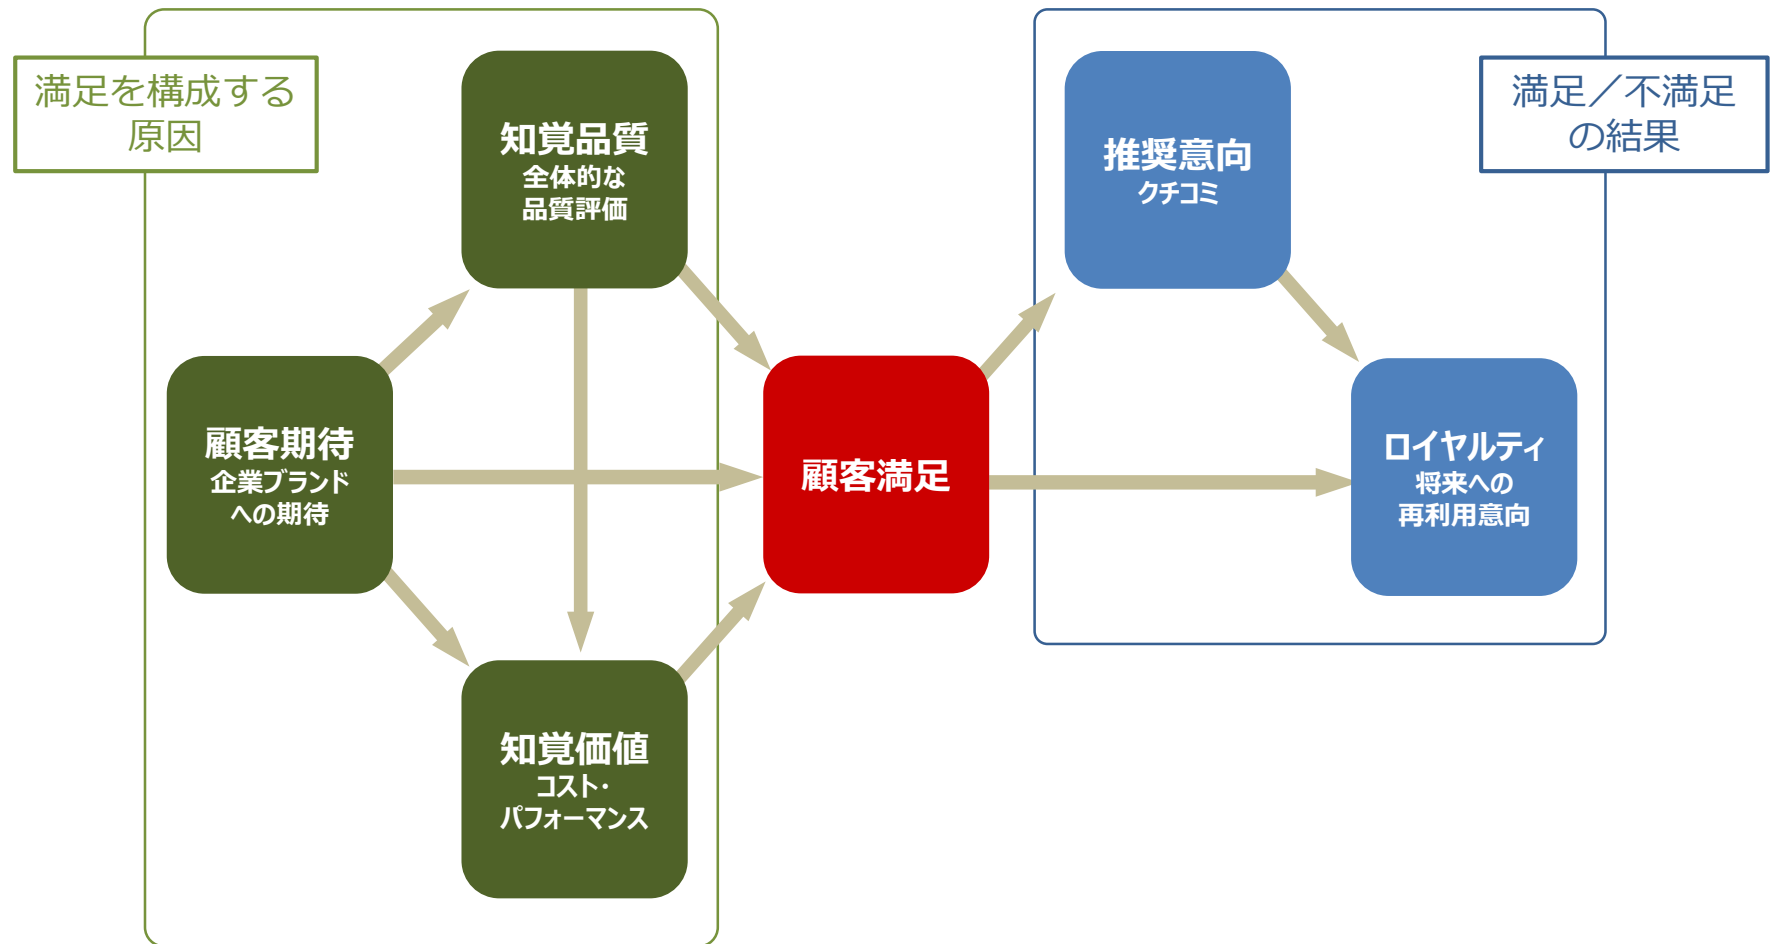 満足を構成する
原因
知覚品質
全体的な
品質評価
顧客期待
企業ブランド
への期待
知覚価値
コスト・
パフォーマンス
顧客満足
満足／不満足
の結果
推奨意向
クチコミ
ロイヤルティ
将来への
再利用意向